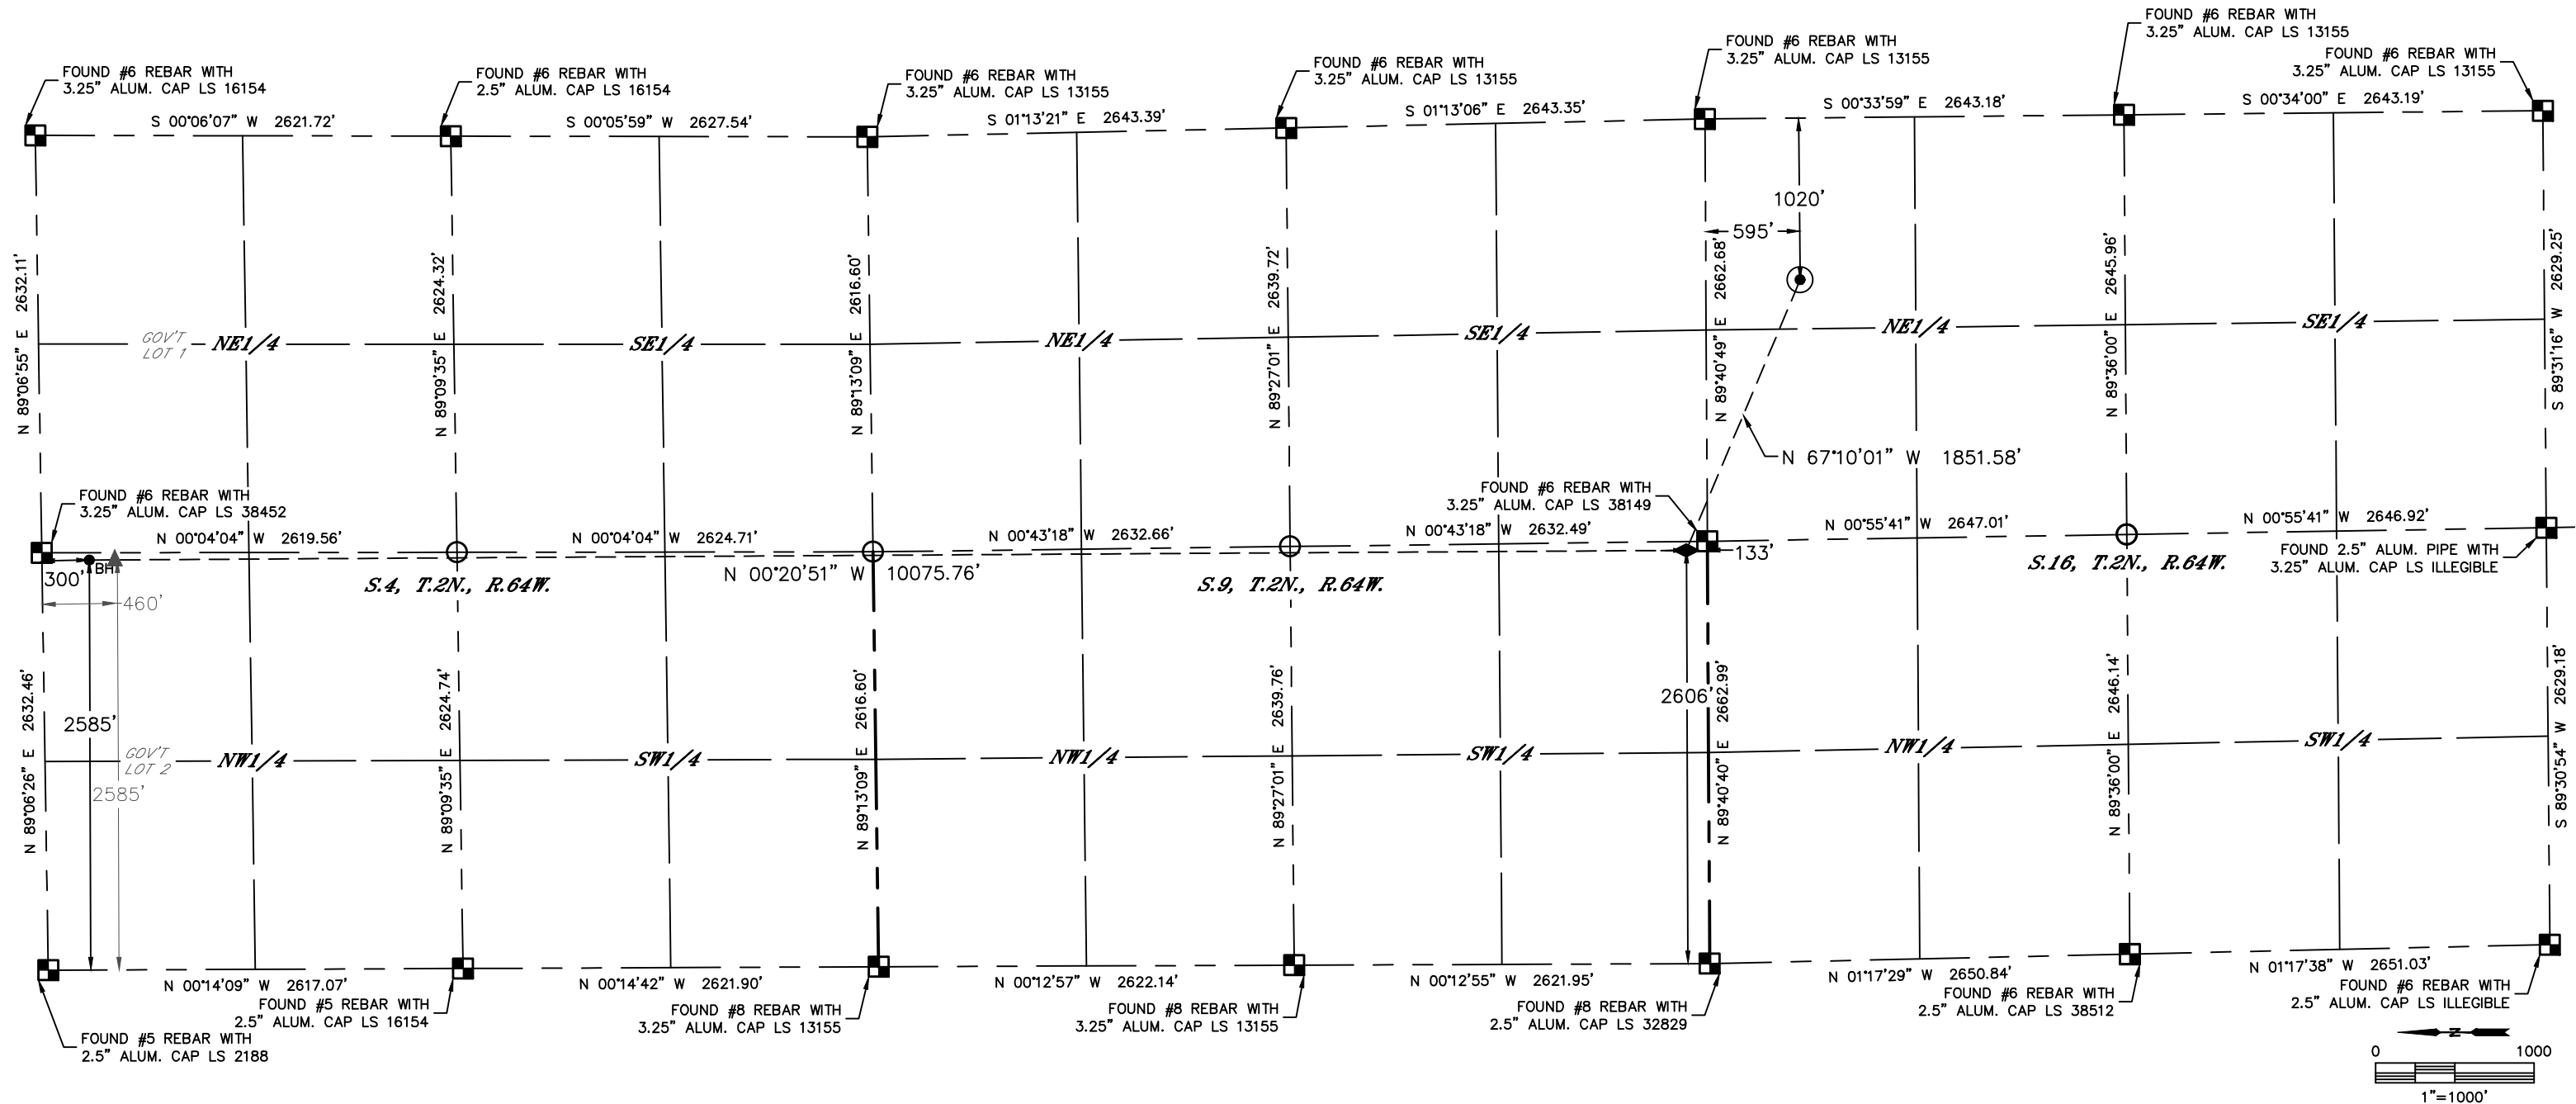 FOUND #6 REBAR WITH
3.25" ALUM. CAP LS 16154
FOUND #6 REBAR WITH
2.5" ALUM. CAP LS 16154
FOUND #6 REBAR WITH
3.25" ALUM. CAP LS 13155
FOUND #6 REBAR WITH
3.25" ALUM. CAP LS 13155
FOUND #6 REBAR WITH
3.25" ALUM. CAP LS 13155
FOUND #6 REBAR WITH
3.25" ALUM. CAP LS 13155
FOUND #6 REBAR WITH
3.25" ALUM. CAP LS 13155
S 00°06'07" W 2621.72'
S 00°05'59" W 2627.54'
S 01°13'21" E 2643.39'
S 01°13'06" E 2643.35'
S 00°33'59" E 2643.18'
S 00°34'00" E 2643.19'
1020'
595'
N 89°06'55" E 2632.11'
N 89°09'35" E 2624.32'
N 89°13'09" E 2616.60'
N 89°27'01" E 2639.72'
N 89°40'49" E 2662.68'
N 89°36'00" E 2645.96'
S 89°31'16" W 2629.25'
GOV'T
LOT 1
NE1/4
SE1/4
NE1/4
SE1/4
NE1/4
SE1/4
N 67°10'01" W 1851.58'
FOUND #6 REBAR WITH
3.25" ALUM. CAP LS 38452
FOUND #6 REBAR WITH
3.25" ALUM. CAP LS 38149
N 00°04'04" W 2619.56'
N 00°04'04" W 2624.71'
N 00°43'18" W 2632.66'
N 00°43'18" W 2632.49'
N 00°55'41" W 2647.01'
N 00°55'41" W 2646.92'
FOUND 2.5" ALUM. PIPE WITH
3.25" ALUM. CAP LS ILLEGIBLE
133'
300'
BH
460'
S.4, T.2N., R.64W.
N 00°20'51" W 10075.76'
S.9, T.2N., R.64W.
S.16, T.2N., R.64W.
N 89°06'26" E 2632.46'
2585'
N 89°09'35" E 2624.74'
N 89°13'09" E 2616.60'
N 89°27'01" E 2639.76'
2606'
N 89°40'40" E 2662.99'
N 89°36'00" E 2646.14'
S 89°30'54" W 2629.18'
GOV'T
LOT 2
2585'
NW1/4
SW1/4
NW1/4
SW1/4
NW1/4
SW1/4
N 00°14'09" W 2617.07'
N 00°14'42" W 2621.90'
N 00°12'57" W 2622.14'
N 00°12'55" W 2621.95'
N 01°17'29" W 2650.84'
N 01°17'38" W 2651.03'
FOUND #5 REBAR WITH
2.5" ALUM. CAP LS 2188
FOUND #5 REBAR WITH
2.5" ALUM. CAP LS 16154
FOUND #8 REBAR WITH
3.25" ALUM. CAP LS 13155
FOUND #8 REBAR WITH
3.25" ALUM. CAP LS 13155
FOUND #8 REBAR WITH
2.5" ALUM. CAP LS 32829
FOUND #6 REBAR WITH
2.5" ALUM. CAP LS 38512
FOUND #6 REBAR WITH
2.5" ALUM. CAP LS ILLEGIBLE
N
0 1000
1"=1000'